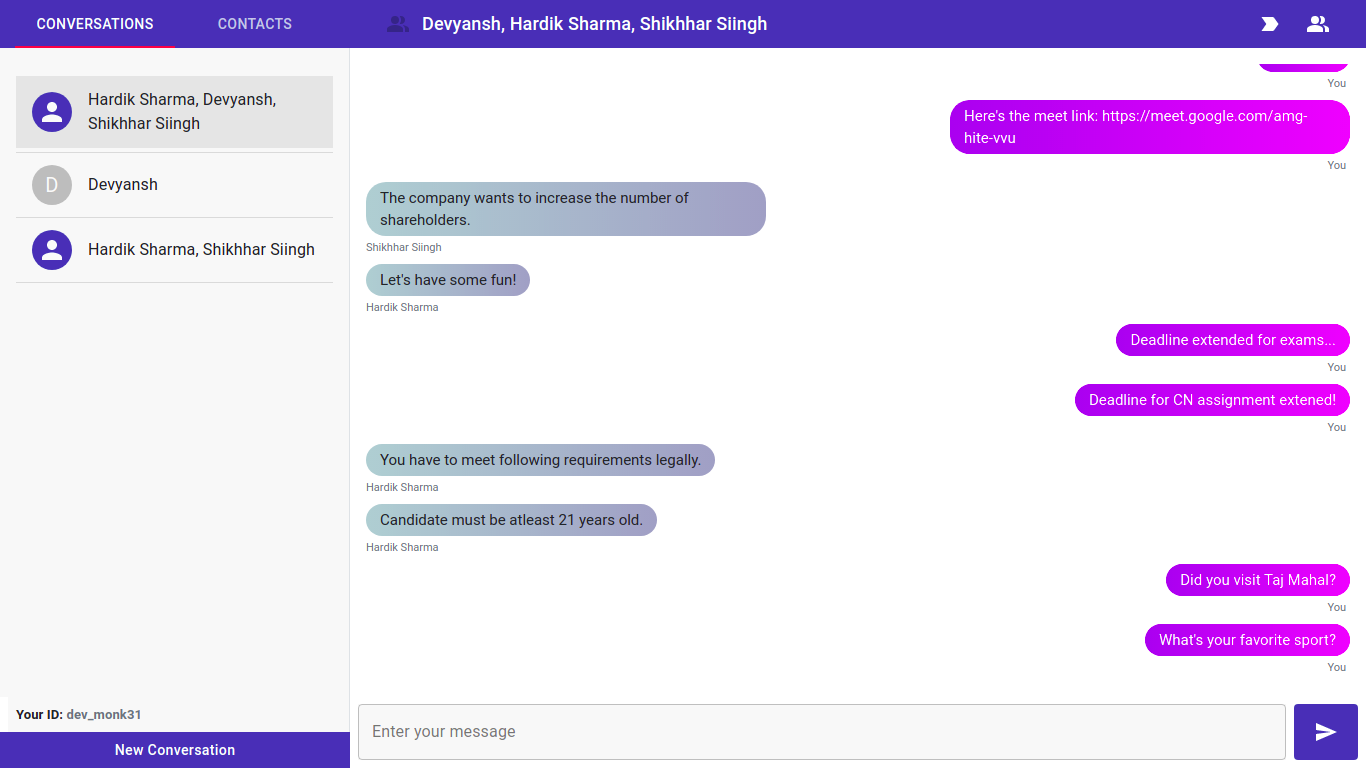 CONVERSATIONS
CONTACTS
Devyansh, Hardik Sharma, Shikhhar Siingh
Hardik Sharma, Devyansh,
Shikhhar Siingh
D
Devyansh
Hardik Sharma, Shikhhar Siingh
Your ID: dev_monk31
New Conversation
You
Here's the meet link: https://meet.google.com/amg-
hite-vvu
You
The company wants to increase the number of
shareholders.
Shikhhar Siingh
Let's have some fun!
Hardik Sharma
Deadline extended for exams...
You
Deadline for CN assignment extened!
You
You have to meet following requirements legally.
Hardik Sharma
Candidate must be atleast 21 years old.
Hardik Sharma
Did you visit Taj Mahal?
You
What's your favorite sport?
You
Enter your message